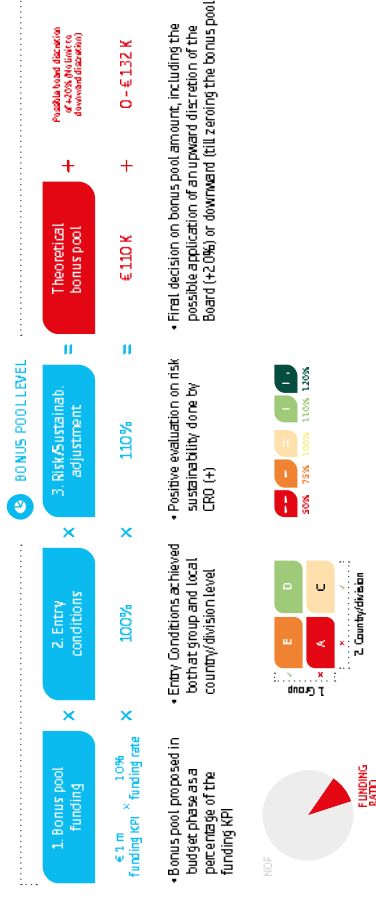 BONUS POOL LEVEL
1. Bonus pool
funding
×
2. Entry
conditions
×
3. Risk/Sustainab.
adjustment
=
Theoretical
bonus pool
+
Possible board discretion
of +20% (No limit to
downward discretion)
€ 1 m
funding KPI
×
10%
funding rate
×
100%
×
110%
=
€ 110 K
+
0 - € 132 K
• Bonus pool proposed in
budget phase as a
percentage of the
funding KPI
• Entry Conditions achieved
both at group and local
country/division level
• Positive evaluation on risk
sustainability done by
CRO (+)
• Final decision on bonus pool amount, including the
possible application of an upward discretion of the
Board (+20%) or downward (till zeroing the bonus pool
NOP
FUNDING
RATIO
1. Group
E
D
A
C
2. Country/division
50%
75%
100%
110%
120%